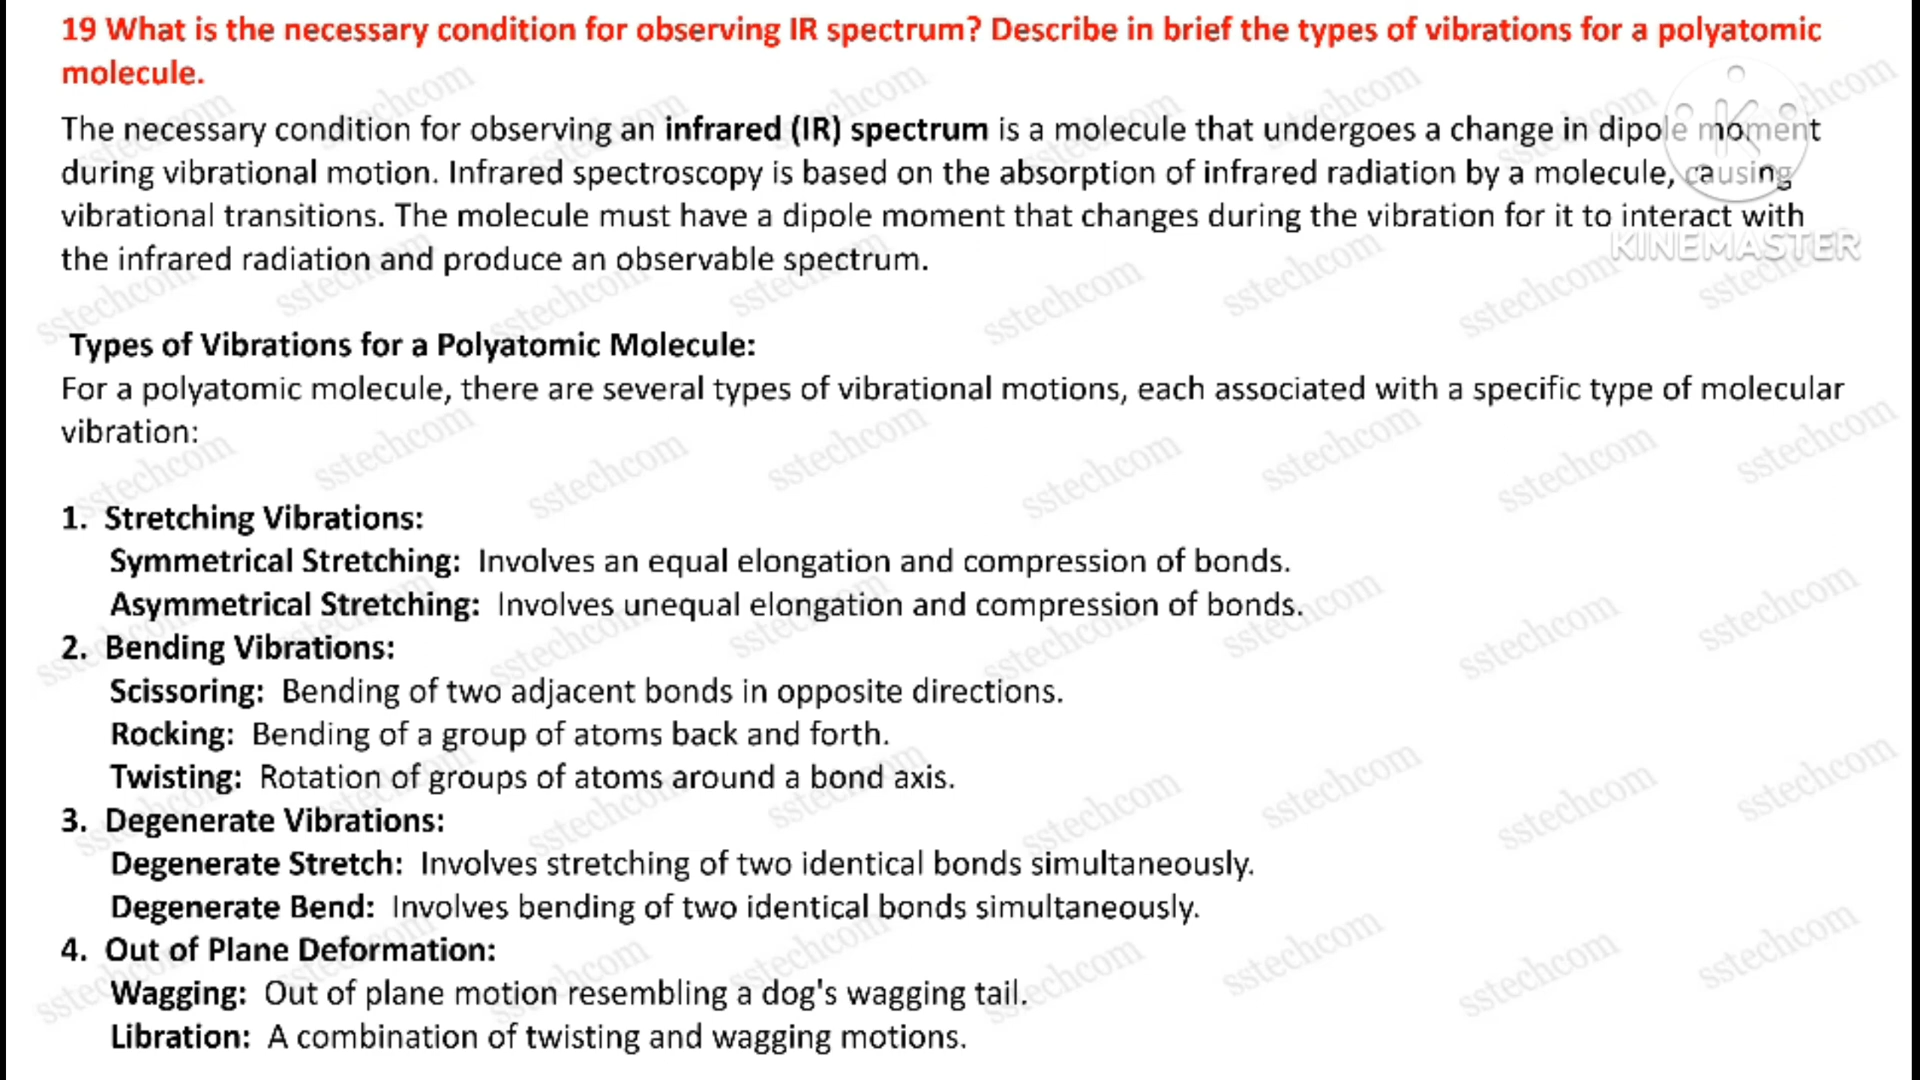 19 What is the necessary condition for observing IR spectrum? Describe in brief the types of vibrations for a polyatomic
molecule.
The necessary condition for observing an infrared (IR) spectrum is a molecule that undergoes a change in dipole moment
during vibrational motion. Infrared spectroscopy is based on the absorption of infrared radiation by a molecule, causing
vibrational transitions. The molecule must have a dipole moment that changes during the vibration for it to interact with
the infrared radiation and produce an observable spectrum.
KINEMASTER
Types of Vibrations for a Polyatomic Molecule:
For a polyatomic molecule, there are several types of vibrational motions, each associated with a specific type of molecular
vibration:
1. Stretching Vibrations:
Symmetrical Stretching: Involves an equal elongation and compression of bonds.
Asymmetrical Stretching: Involves unequal elongation and compression of bonds.
2. Bending Vibrations:
Scissoring: Bending of two adjacent bonds in opposite directions.
Rocking: Bending of a group of atoms back and forth.
Twisting: Rotation of groups of atoms around a bond axis.
3. Degenerate Vibrations:
Degenerate Stretch: Involves stretching of two identical bonds simultaneously.
Degenerate Bend: Involves bending of two identical bonds simultaneously.
4. Out of Plane Deformation:
Wagging: Out of plane motion resembling a dog's wagging tail.
Libration: A combination of twisting and wagging motions.
sstechcom